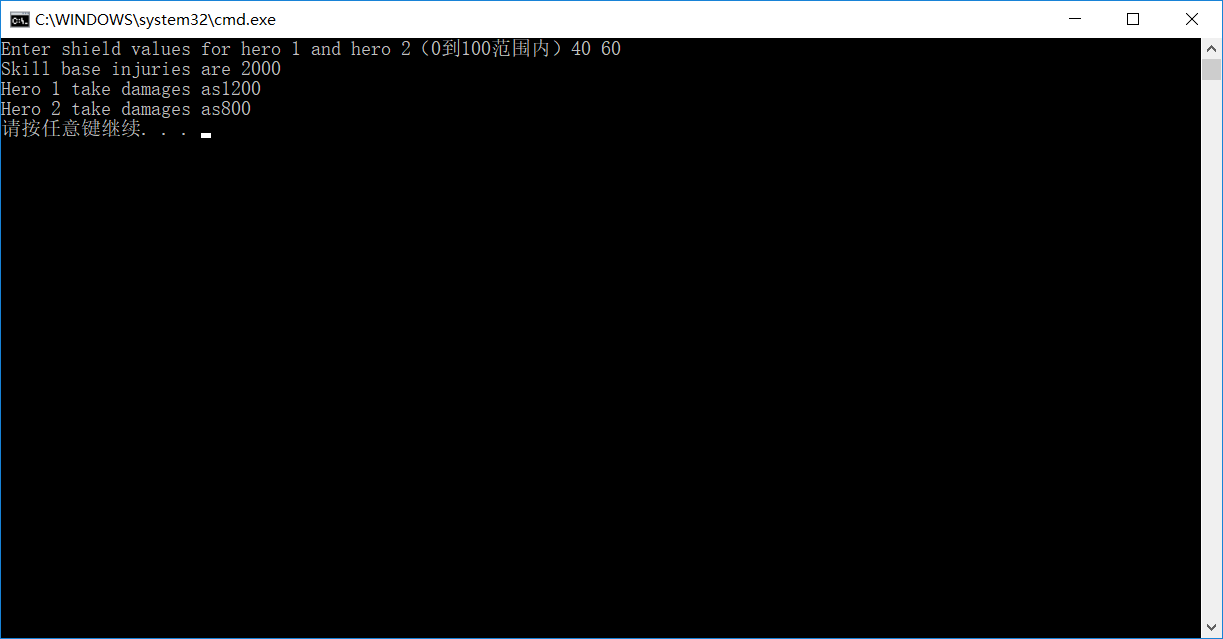 C:\WINDOWS\system32\cmd.exe
Enter shield values for hero 1 and hero 2（0到100范围内）40 60
Skill base injuries are 2000
Hero 1 take damages as1200
Hero 2 take damages as800
请按任意键继续. . .